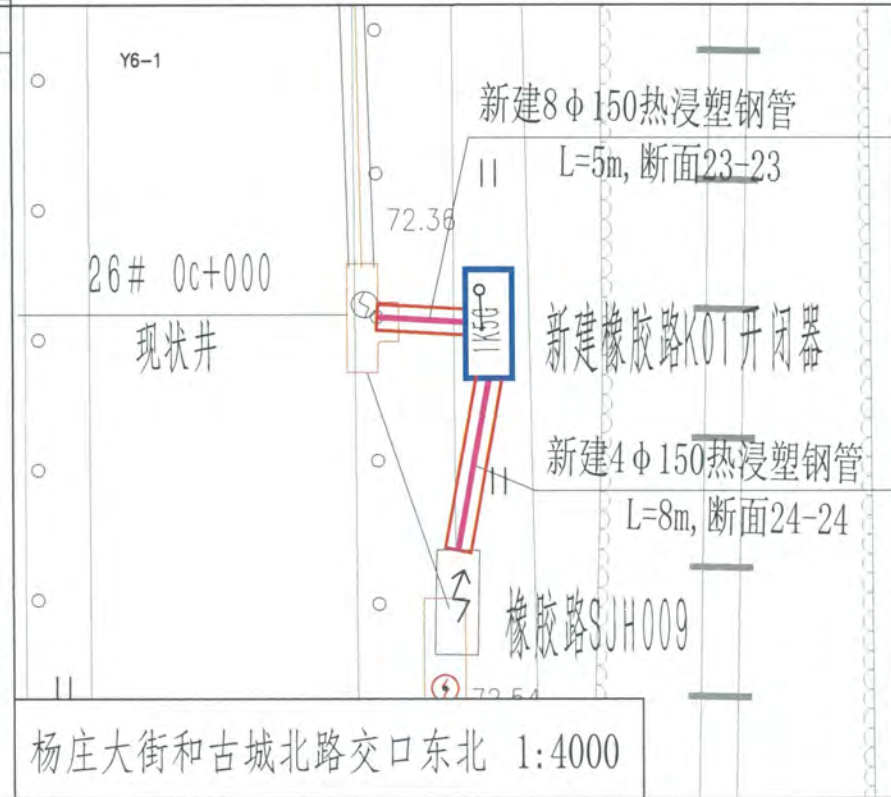 Y6-1
新建8φ150热浸塑钢管
L=5m,断面23-23
72.36
26# 0c+000
现状井
1K5G
新建橡胶路K01开闭器
新建4φ150热浸塑钢管
L=8m,断面24-24
橡胶路SJH009
72.54
杨庄大街和古城北路交口东北 1:4000